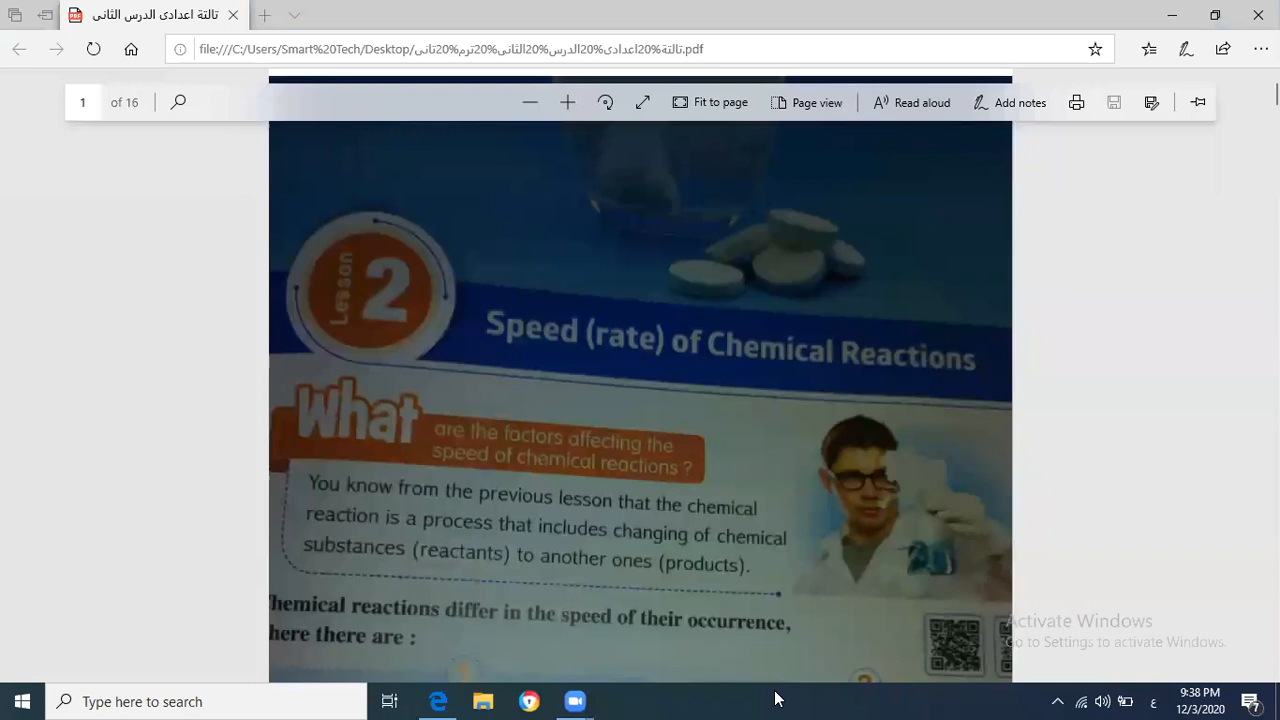 تالتة اعدادى الدرس الثانى
file:///C:/Users/Smart%20Tech/Desktop/تالتة%20اعدادى%20الدرس%20الثانى%20ترم%20تانى.pdf
1 of 16
Fit to page
Page view
Read aloud
Add notes
Lesson 2
Speed (rate) of Chemical Reactions
What are the factors affecting the
speed of chemical reactions ?
You know from the previous lesson that the chemical
reaction is a process that includes changing of chemical
substances (reactants) to another ones (products).
hemical reactions differ in the speed of their occurrence,
here there are :
Activate Windows
Go to Settings to activate Windows.
Type here to search
ع
9:38 PM
12/3/2020
7